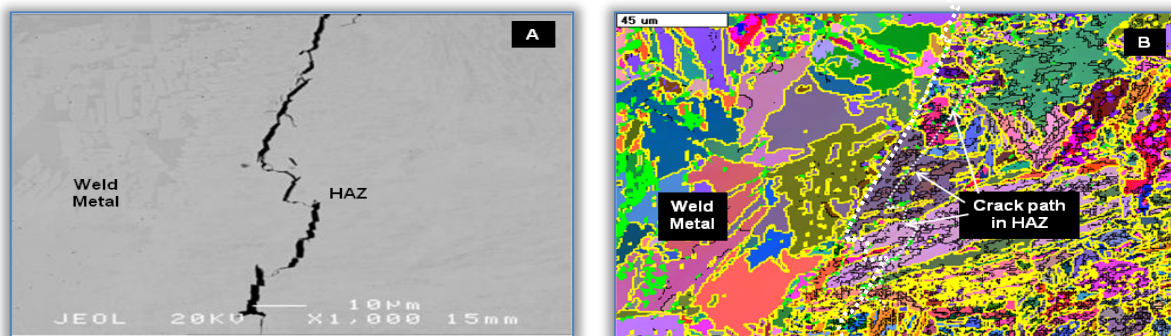 A
Weld
Metal
HAZ
10μm
JEOL 20KV X1,000 15mm
45 um
B
Weld
Metal
Crack path
in HAZ